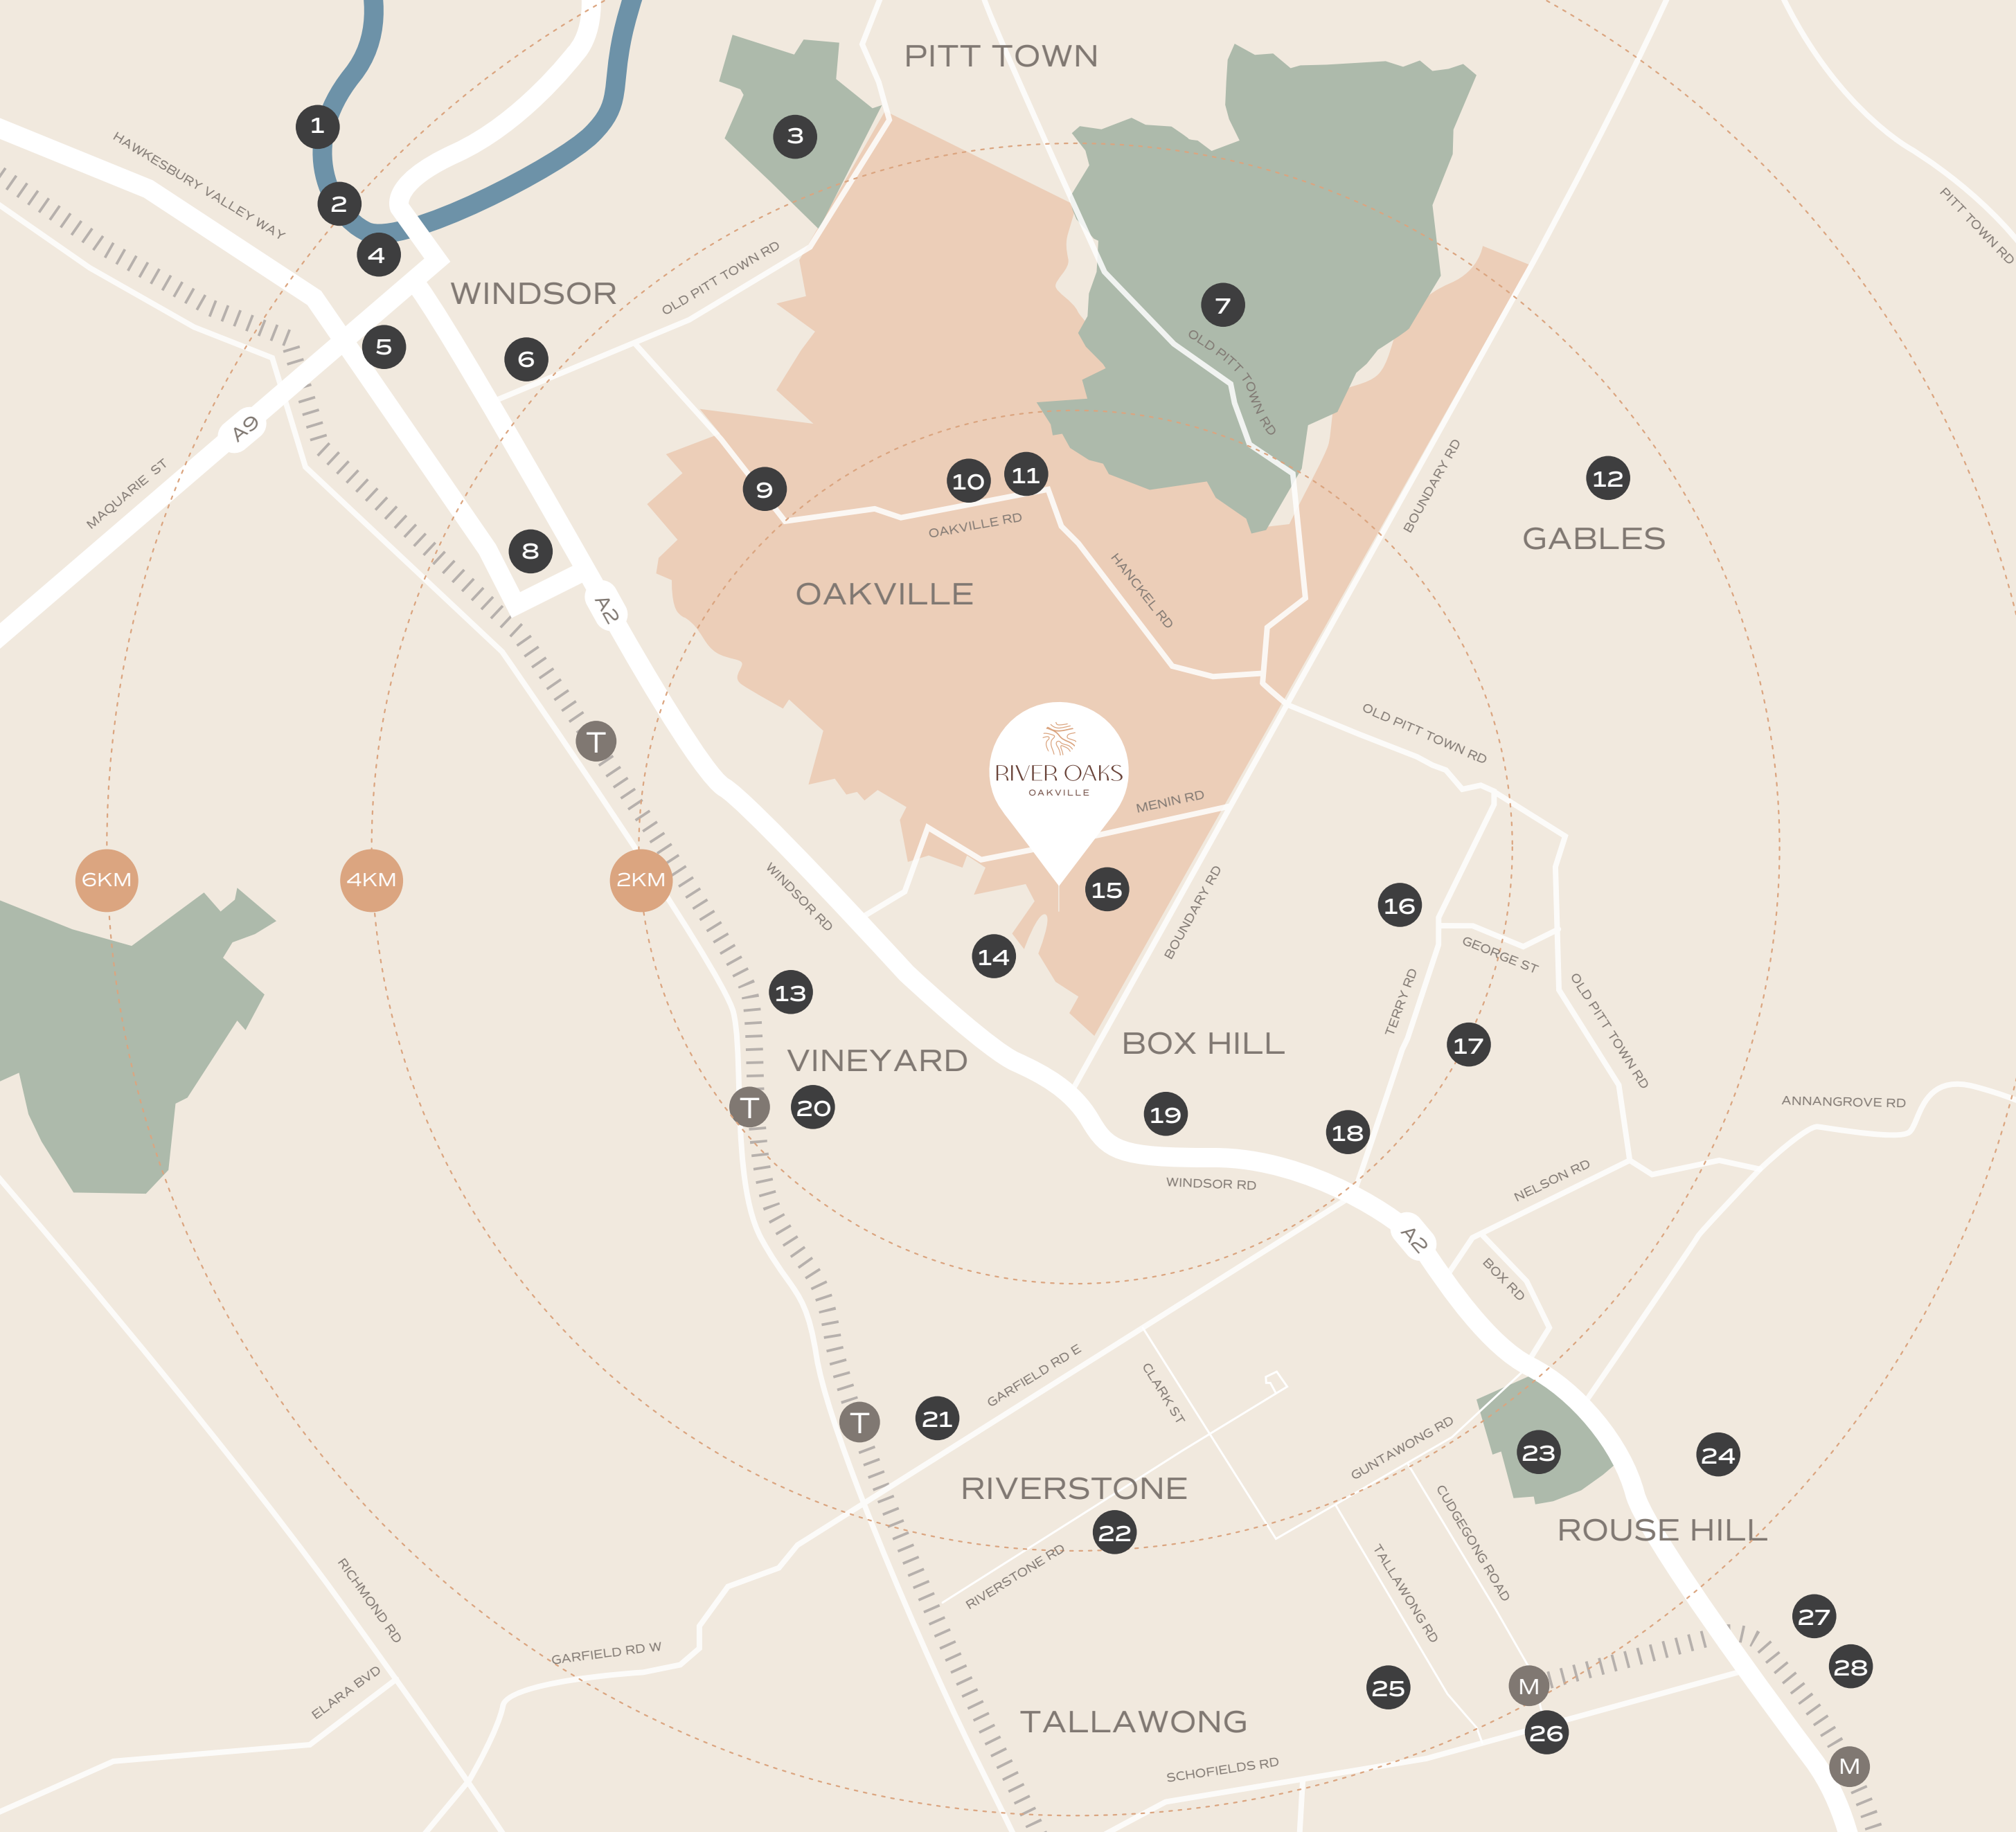 PITT TOWN
1
3
HAWKESBURY VALLEY WAY
2
PITT TOWN RD
4
OLD PITT TOWN RD
WINDSOR
7
5
6
OLD PITT TOWN RD
A9
BOUNDARY RD
MAQUARIE ST
9
10
11
12
OAKVILLE RD
GABLES
8
HANCKEL RD
OAKVILLE
A2
OLD PITT TOWN RD
T
RIVER OAKS
OAKVILLE
MENIN RD
6KM
4KM
2KM
WINDSOR RD
15
BOUNDARY RD
16
14
GEORGE ST
13
TERRY RD
OLD PITT TOWN RD
BOX HILL
17
VINEYARD
T
20
19
18
ANNANGROVE RD
WINDSOR RD
NELSON RD
A2
BOX RD
GARFIELD RD E
CLARK ST
T
21
GUNTAWONG RD
23
24
RIVERSTONE
22
CUDGEGONG ROAD
ROUSE HILL
RIVERSTONE RD
TALLAWONG RD
RICHMOND RD
27
GARFIELD RD W
28
ELARA BVD
25
M
TALLAWONG
26
SCHOFIELDS RD
M